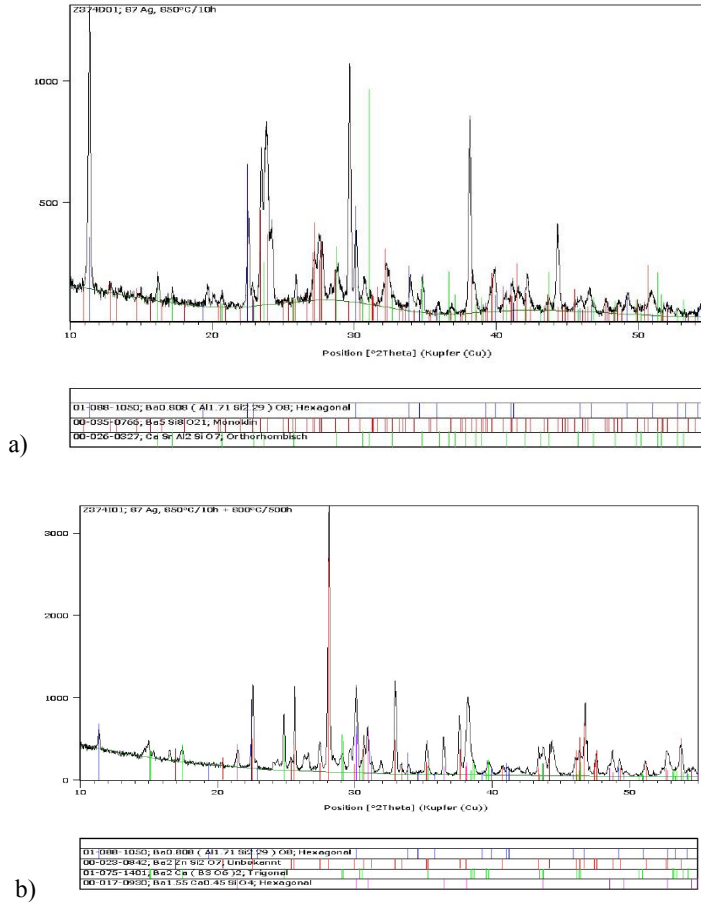 Z374D01; 87 Ag, 850°C/10h
1000
500
10
20
30
40
50
Position [°2Theta] (Kupfer (Cu))
01-088-1050; Ba0.808 ( Al1.71 Si2.29 ) O8; Hexagonal
00-035-0766; Ba5 Si8 O21; Monoklin
00-026-0327; Ca Sr Al2 Si O7; Orthorhombisch
a)
Z374I01; 87 Ag, 850°C/10h + 800°C/500h
3000
2000
1000
0
10
20
30
40
50
Position [°2Theta] (Kupfer (Cu))
01-088-1050; Ba0.808 ( Al1.71 Si2.29 ) O8; Hexagonal
00-023-0842; Ba2 Zn Si2 O7; Unbekannt
01-075-1401; Ba2 Ca ( B3 O6 )2; Trigonal
00-017-0930; Ba1.55 Ca0.45 Si O4; Hexagonal
b)